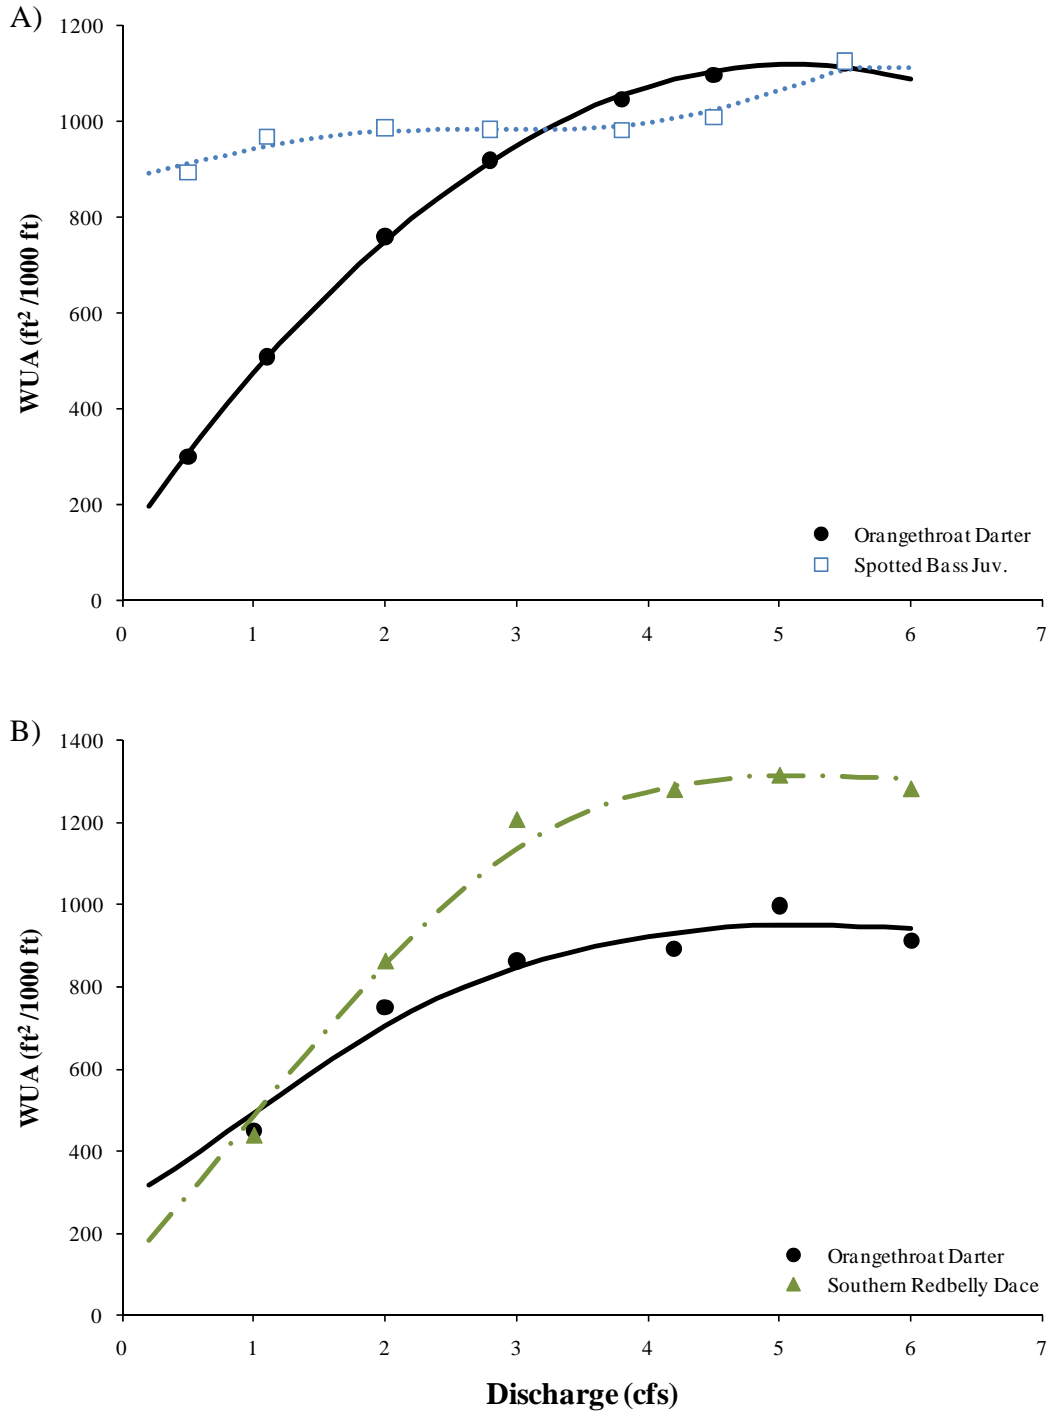 A)
1200
1000
800
600
400
200
0
WUA (ft² /1000 ft)
Orangethroat Darter
Spotted Bass Juv.
0 1 2 3 4 5 6 7
B)
1400
1200
1000
800
600
400
200
0
WUA (ft² /1000 ft)
Orangethroat Darter
Southern Redbelly Dace
0 1 2 3 4 5 6 7
Discharge (cfs)